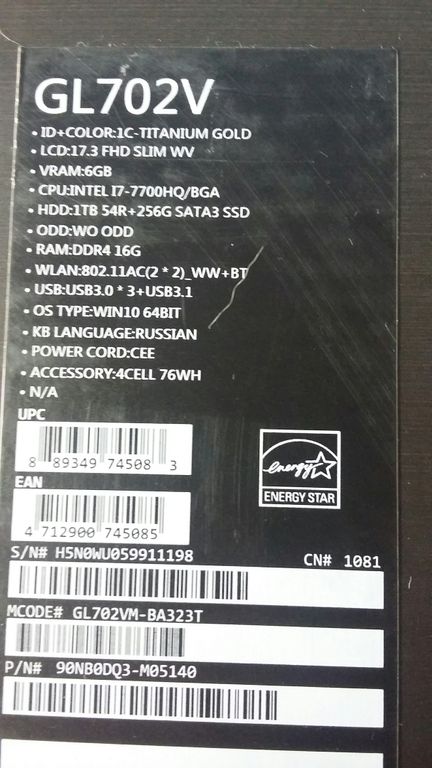 GL702V
• ID+COLOR:1C-TITANIUM GOLD
• LCD:17.3 FHD SLIM WV
• VRAM:6GB
• CPU:INTEL I7-7700HQ/BGA
• HDD:1TB 54R+256G SATA3 SSD
• ODD:WO ODD
• RAM:DDR4 16G
• WLAN:802.11AC(2 * 2)_WW+BT
• USB:USB3.0 * 3+USB3.1
• OS TYPE:WIN10 64BIT
• KB LANGUAGE:RUSSIAN
• POWER CORD:CEE
• ACCESSORY:4CELL 76WH
• N/A
UPC
8 89349 74508 3
energy
ENERGY STAR
EAN
4 712900 745085
S/N# H5N0WU059911198
CN# 1081
MCODE# GL702VM-BA323T
P/N# 90NB0DQ3-M05140